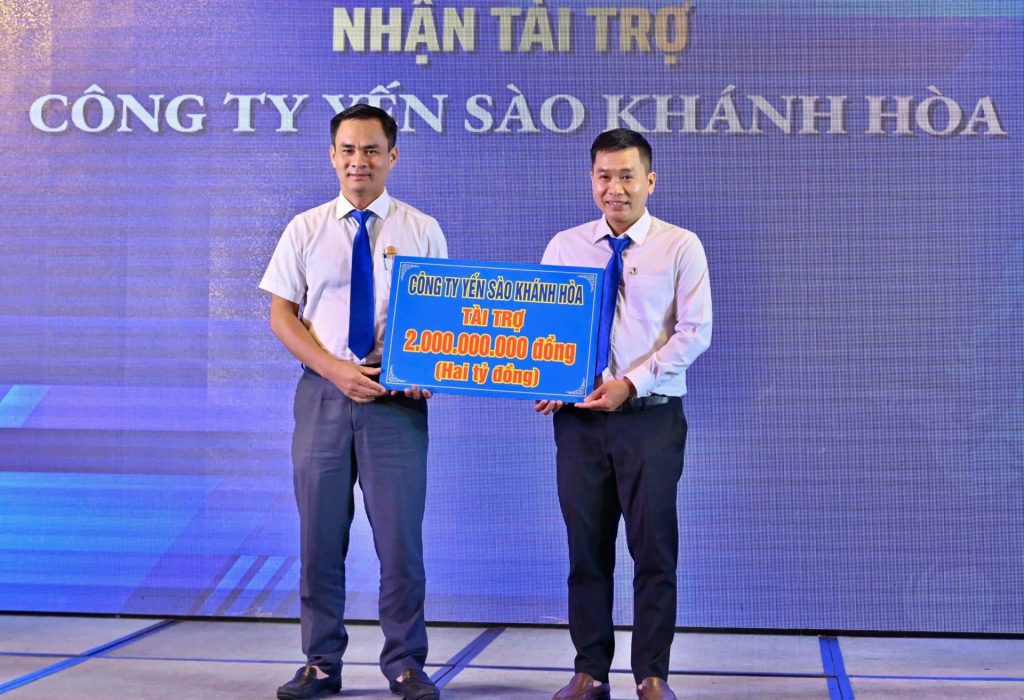 NHẬN TÀI TRỢ
CÔNG TY YẾN SÀO KHÁNH HÒA
CÔNG TY YẾN SÀO KHÁNH HÒA
TÀI TRỢ
2.000.000.000 đồng
(Hai tỷ đồng)